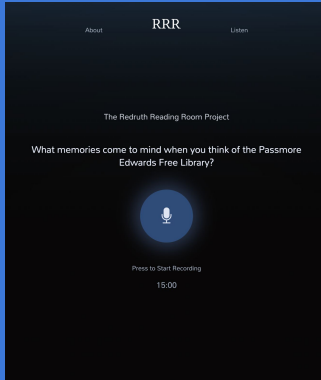 RRR
About
Listen
The Redruth Reading Room Project
What memories come to mind when you think of the Passmore
Edwards Free Library?
Press to Start Recording
15:00